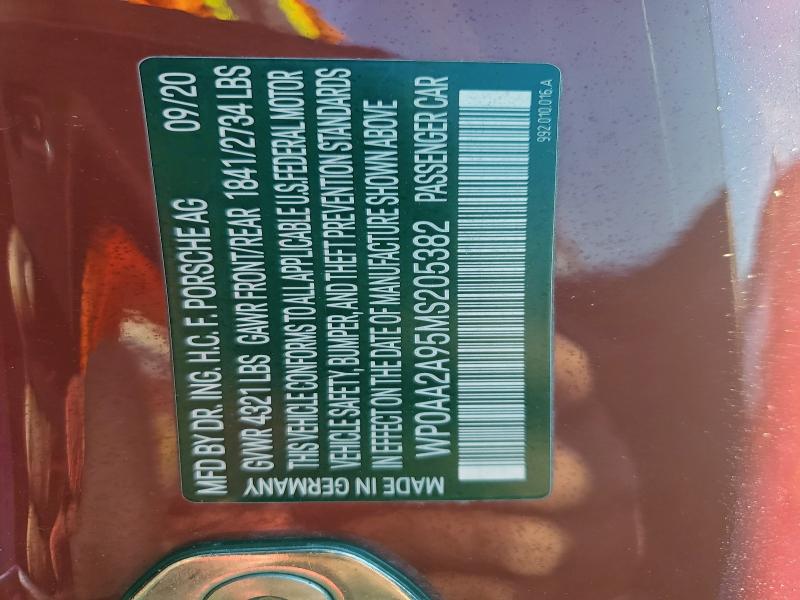 MFD BY DR. ING. H.C. F. PORSCHE AG 09/20
GVWR 4321 LBS GAWR FRONT/REAR 1841/2734 LBS
THIS VEHICLE CONFORMS TO ALL APPLICABLE U.S. FEDERAL MOTOR
VEHICLE SAFETY, BUMPER, AND THEFT PREVENTION STANDARDS
IN EFFECT ON THE DATE OF MANUFACTURE SHOWN ABOVE
WP0AA2A95MS205382 PASSENGER CAR
MADE IN GERMANY
992.010.016.A